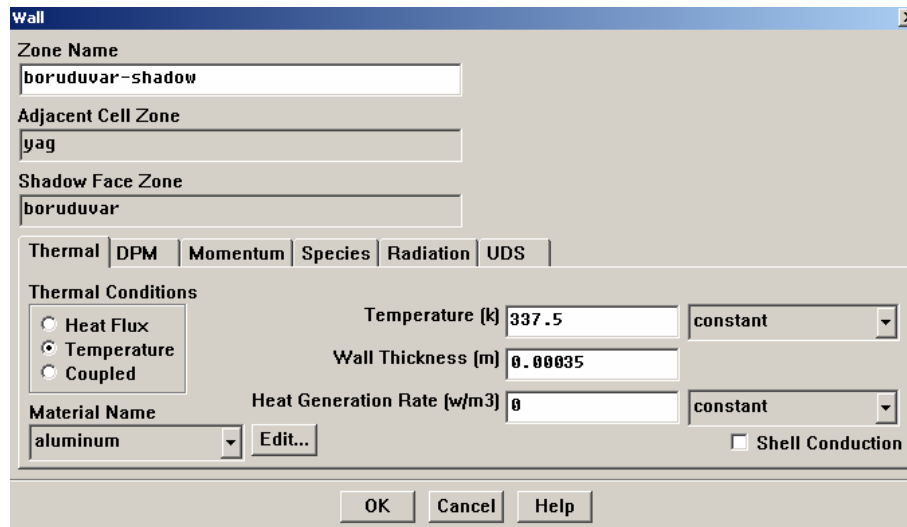 Wall
Zone Name
boruduvar-shadow
Adjacent Cell Zone
yag
Shadow Face Zone
boruduvar
Thermal DPM Momentum Species Radiation UDS
Thermal Conditions
Heat Flux
Temperature
Coupled
Temperature (k) 337.5 constant
Wall Thickness (m) 0.00035
Heat Generation Rate (w/m3) 0 constant
Material Name
aluminum Edit...
Shell Conduction
OK Cancel Help